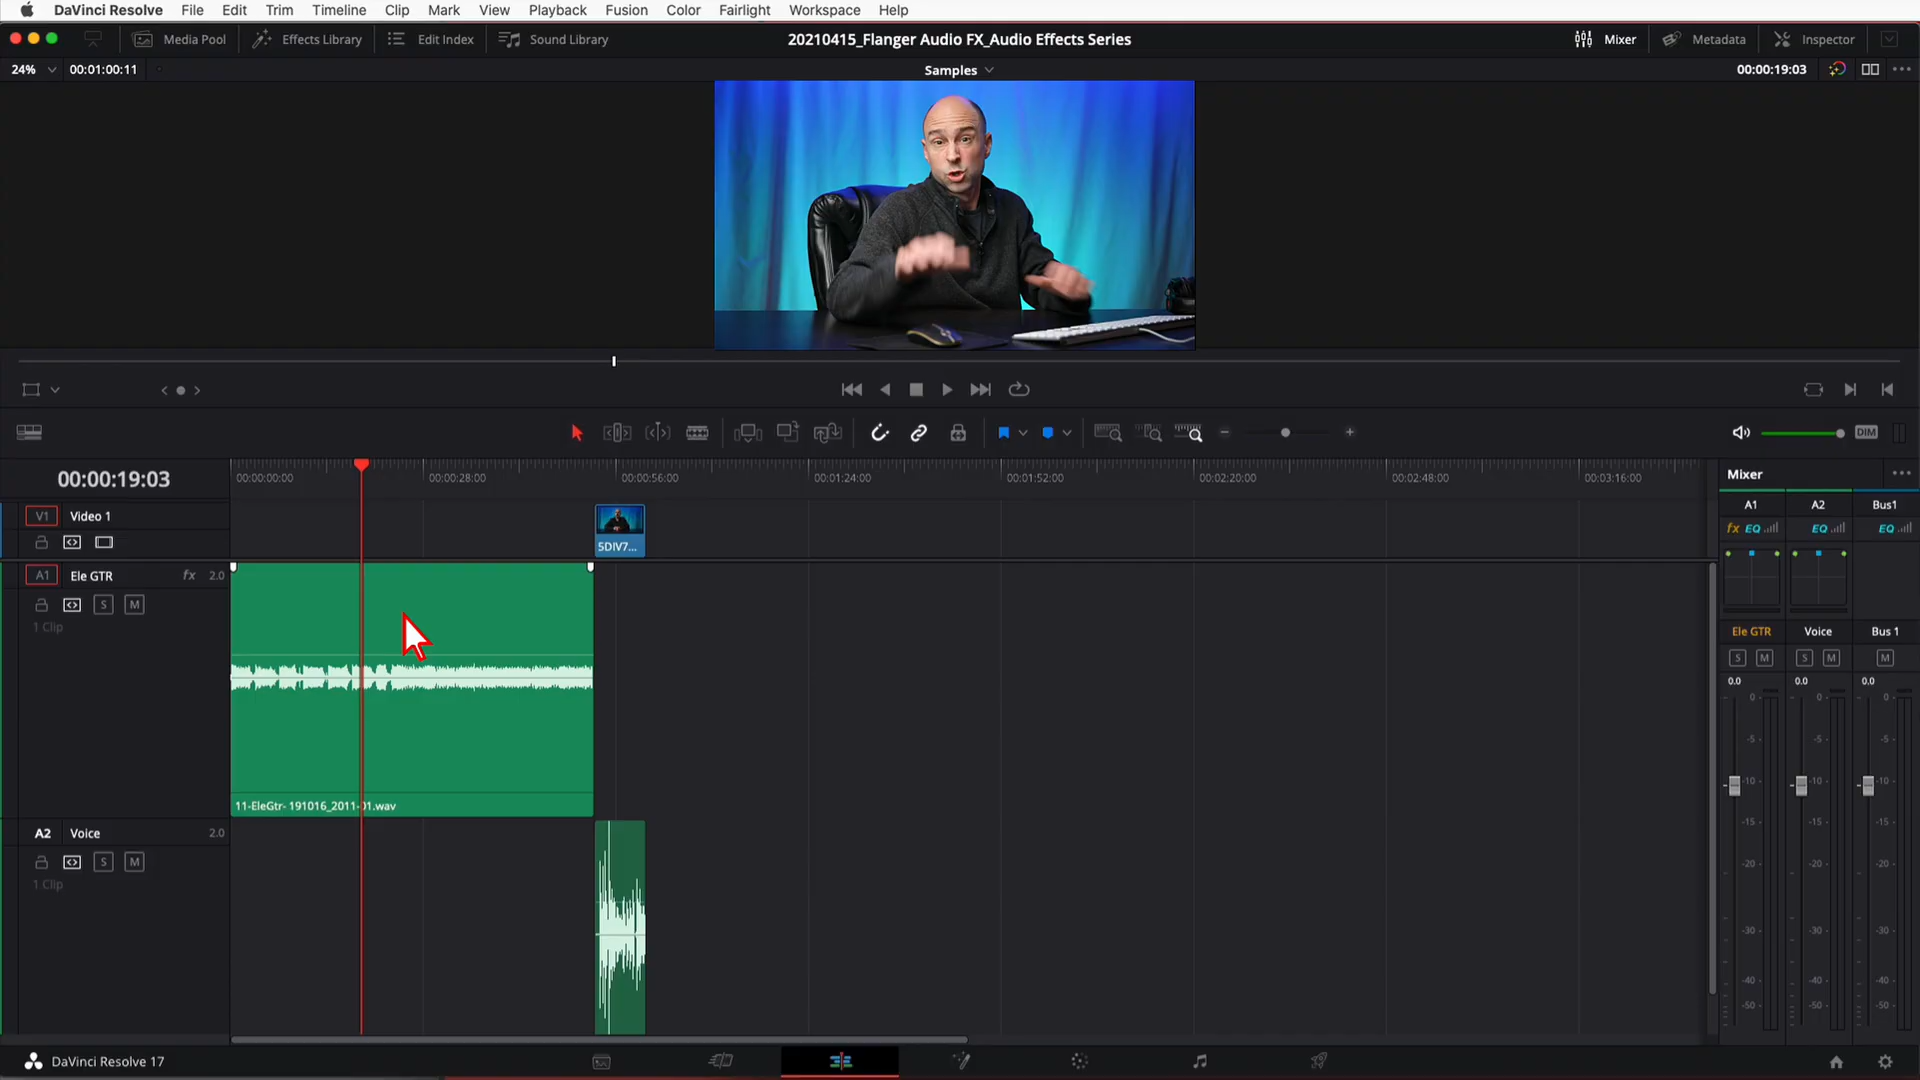 DaVinci Resolve File Edit Trim Timeline Clip Mark View Playback Fusion Color Fairlight Workspace Help
Media Pool Effects Library Edit Index Sound Library 20210415_Flanger Audio FX_Audio Effects Series Mixer Metadata Inspector
24% 00:01:00:11 Samples 00:00:19:03
DIM
00:00:19:03 00:00:00:00 00:00:28:00 00:00:56:00 00:01:24:00 00:01:52:00 00:02:20:00 00:02:48:00 00:03:16:00
Mixer
A1 A2 Bus1
fx EQ EQ EQ
V1 Video 1
5DIV7...
A1 Ele GTR fx 2.0
S M
1 Clip
11-EleGtr- 191016_2011-01.wav
A2 Voice 2.0
S M
1 Clip
Ele GTR Voice Bus 1
S M S M M
0.0 0.0 0.0
0 0 0
-5 -5 -5
-10 -10 -10
-15 -15 -15
-20 -20 -20
-30 -30 -30
-40 -40 -40
-50 -50 -50
DaVinci Resolve 17